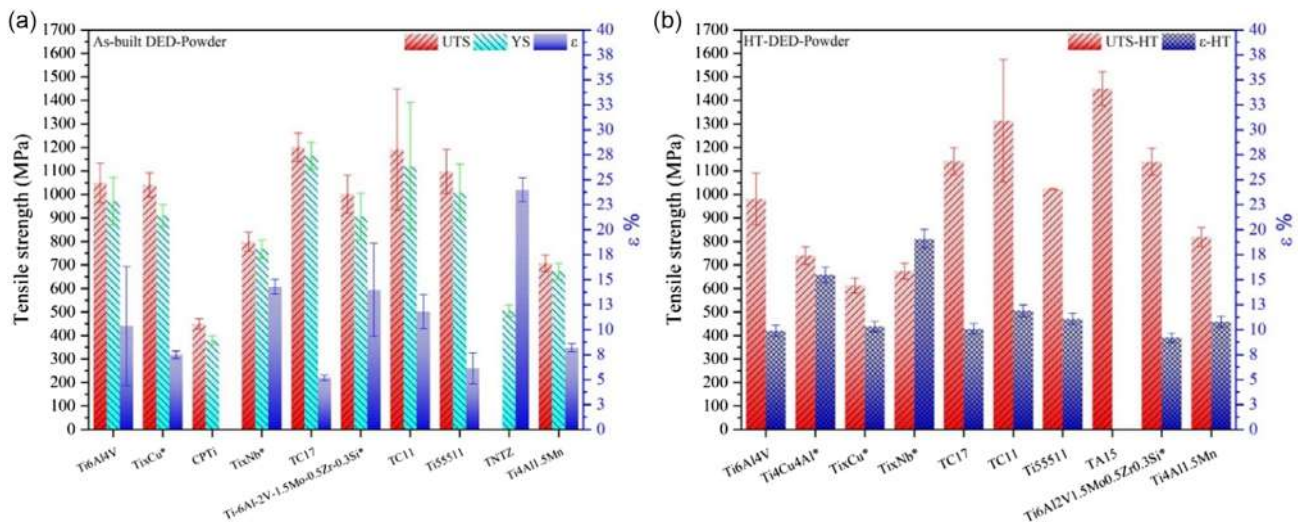 (a)
As-built DED-Powder
UTS YS ε
Tensile strength (MPa)
1700
1600
1500
1400
1300
1200
1100
1000
900
800
700
600
500
400
300
200
100
0
40
38
35
33
30
28
25
23
20
18
15
13
10
8
5
3
0
ε %
Ti6Al4V
TixCu*
CPTi
TixNb*
TC17
Ti-6Al-2V-1.5Mo-0.5Zr-0.3Si*
TC11
Ti55511
TNTZ
Ti4Al1.5Mn
(b)
HT-DED-Powder
UTS-HT ε-HT
Tensile strength (MPa)
1700
1600
1500
1400
1300
1200
1100
1000
900
800
700
600
500
400
300
200
100
0
40
38
35
33
30
28
25
23
20
18
15
13
10
8
5
3
0
ε %
Ti6Al4V
Ti4Cu4Al*
TixCu*
TixNb*
TC17
TC11
Ti55511
TA15
Ti6Al2V1.5Mo0.5Zr0.3Si*
Ti4Al1.5Mn